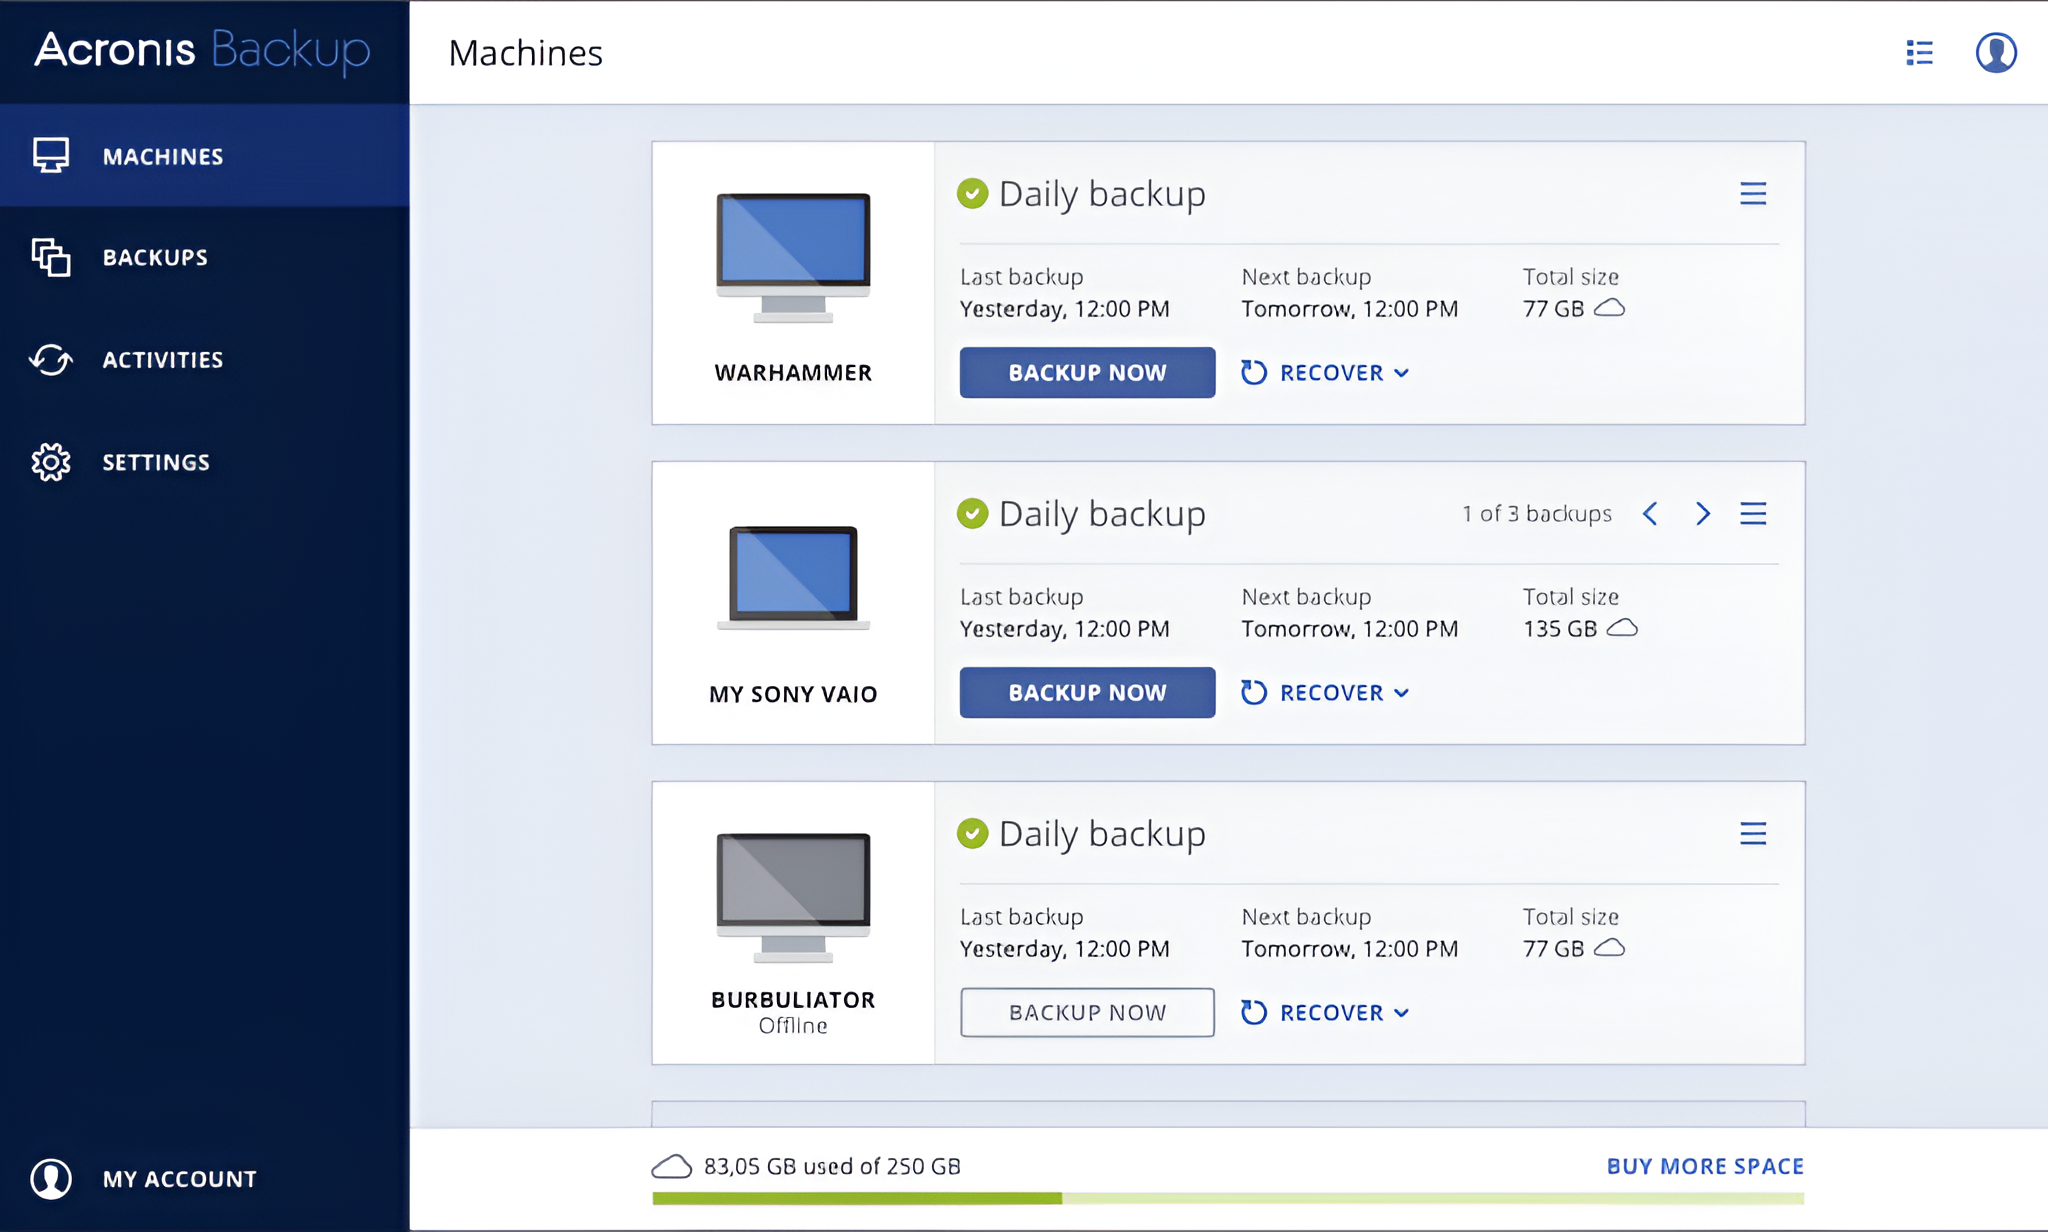 Acronis Backup
Machines
MACHINES
BACKUPS
ACTIVITIES
SETTINGS
MY ACCOUNT
Daily backup
Last backup Next backup Total size
Yesterday, 12:00 PM Tomorrow, 12:00 PM 77 GB
WARHAMMER
BACKUP NOW RECOVER
Daily backup 1 of 3 backups
Last backup Next backup Total size
Yesterday, 12:00 PM Tomorrow, 12:00 PM 135 GB
MY SONY VAIO
BACKUP NOW RECOVER
Daily backup
Last backup Next backup Total size
Yesterday, 12:00 PM Tomorrow, 12:00 PM 77 GB
BURBULIATOR
Offline
BACKUP NOW RECOVER
83,05 GB used of 250 GB BUY MORE SPACE